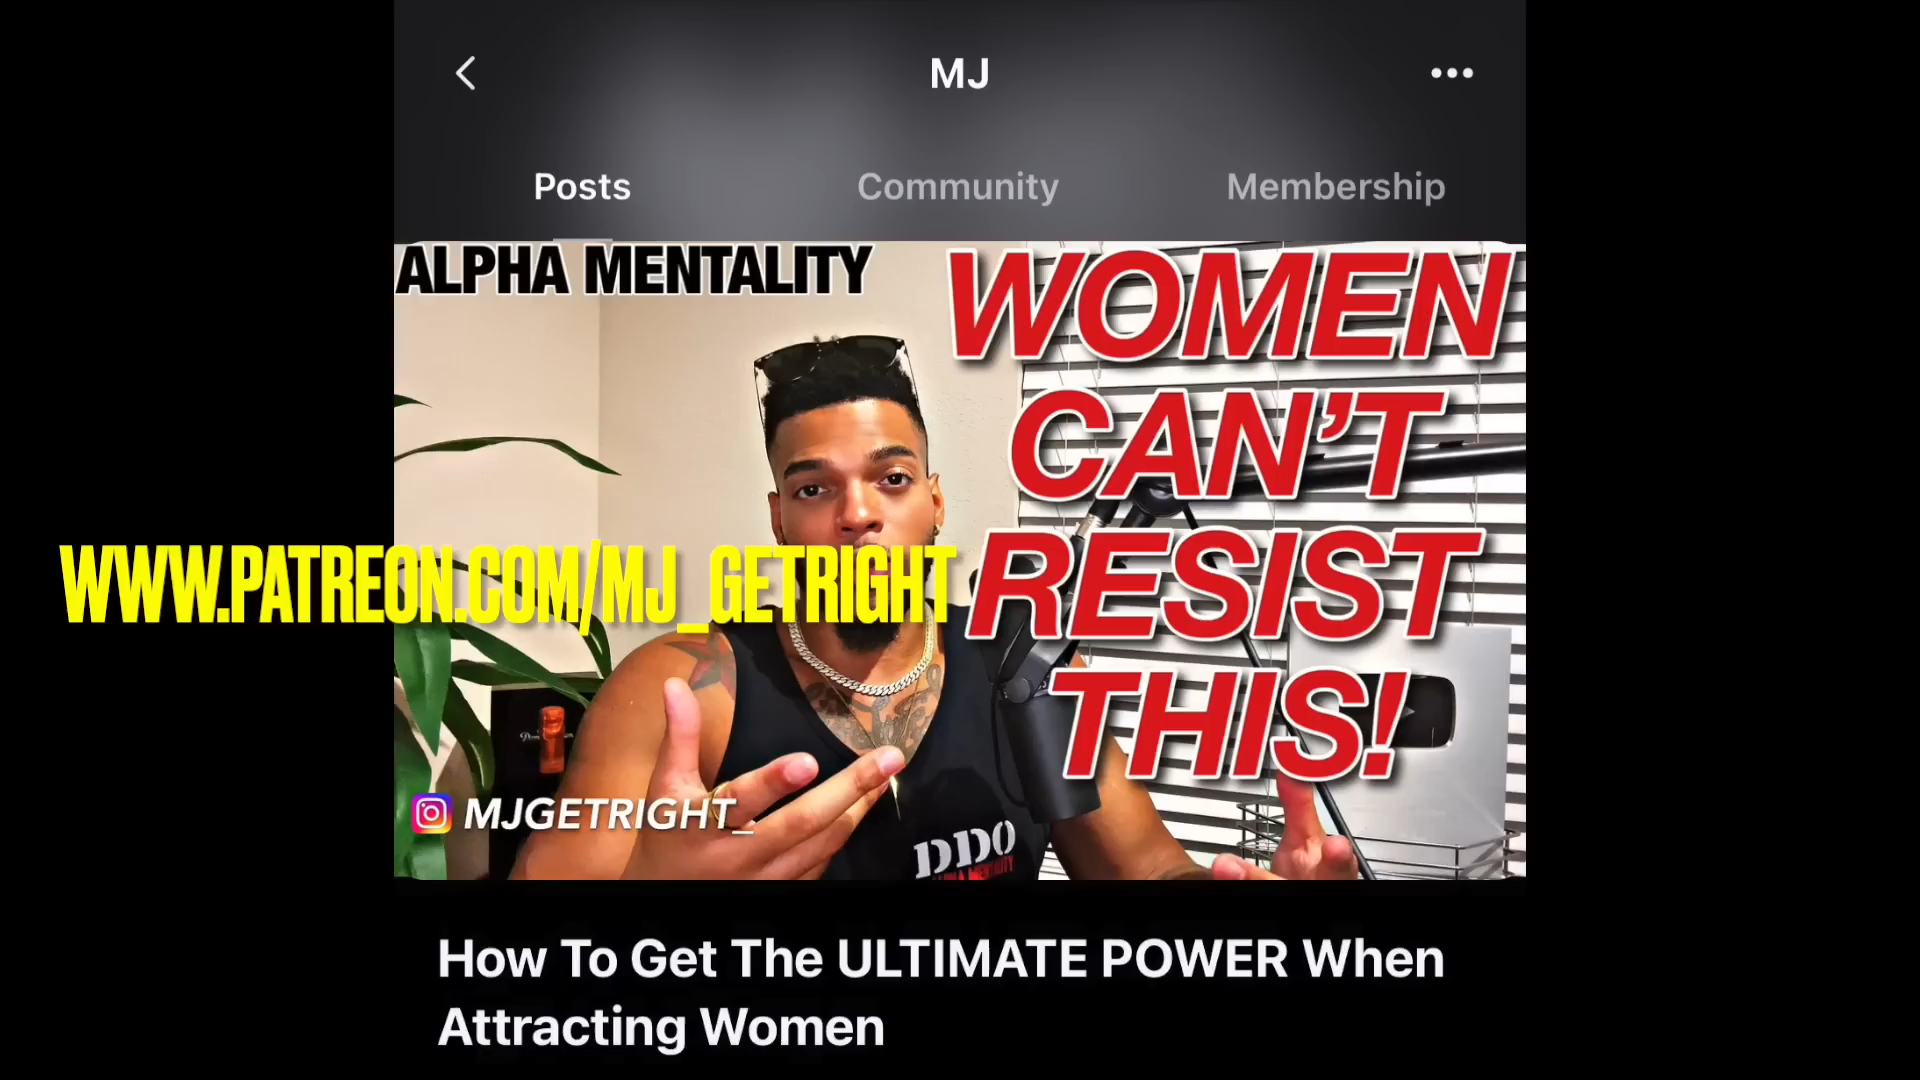 MJ
Posts
Community
Membership
ALPHA MENTALITY
WOMEN
CAN'T
RESIST
THIS!
WWW.PATREON.COM/MJ_GETRIGHT
MJGETRIGHT_
DDO
How To Get The ULTIMATE POWER When
Attracting Women